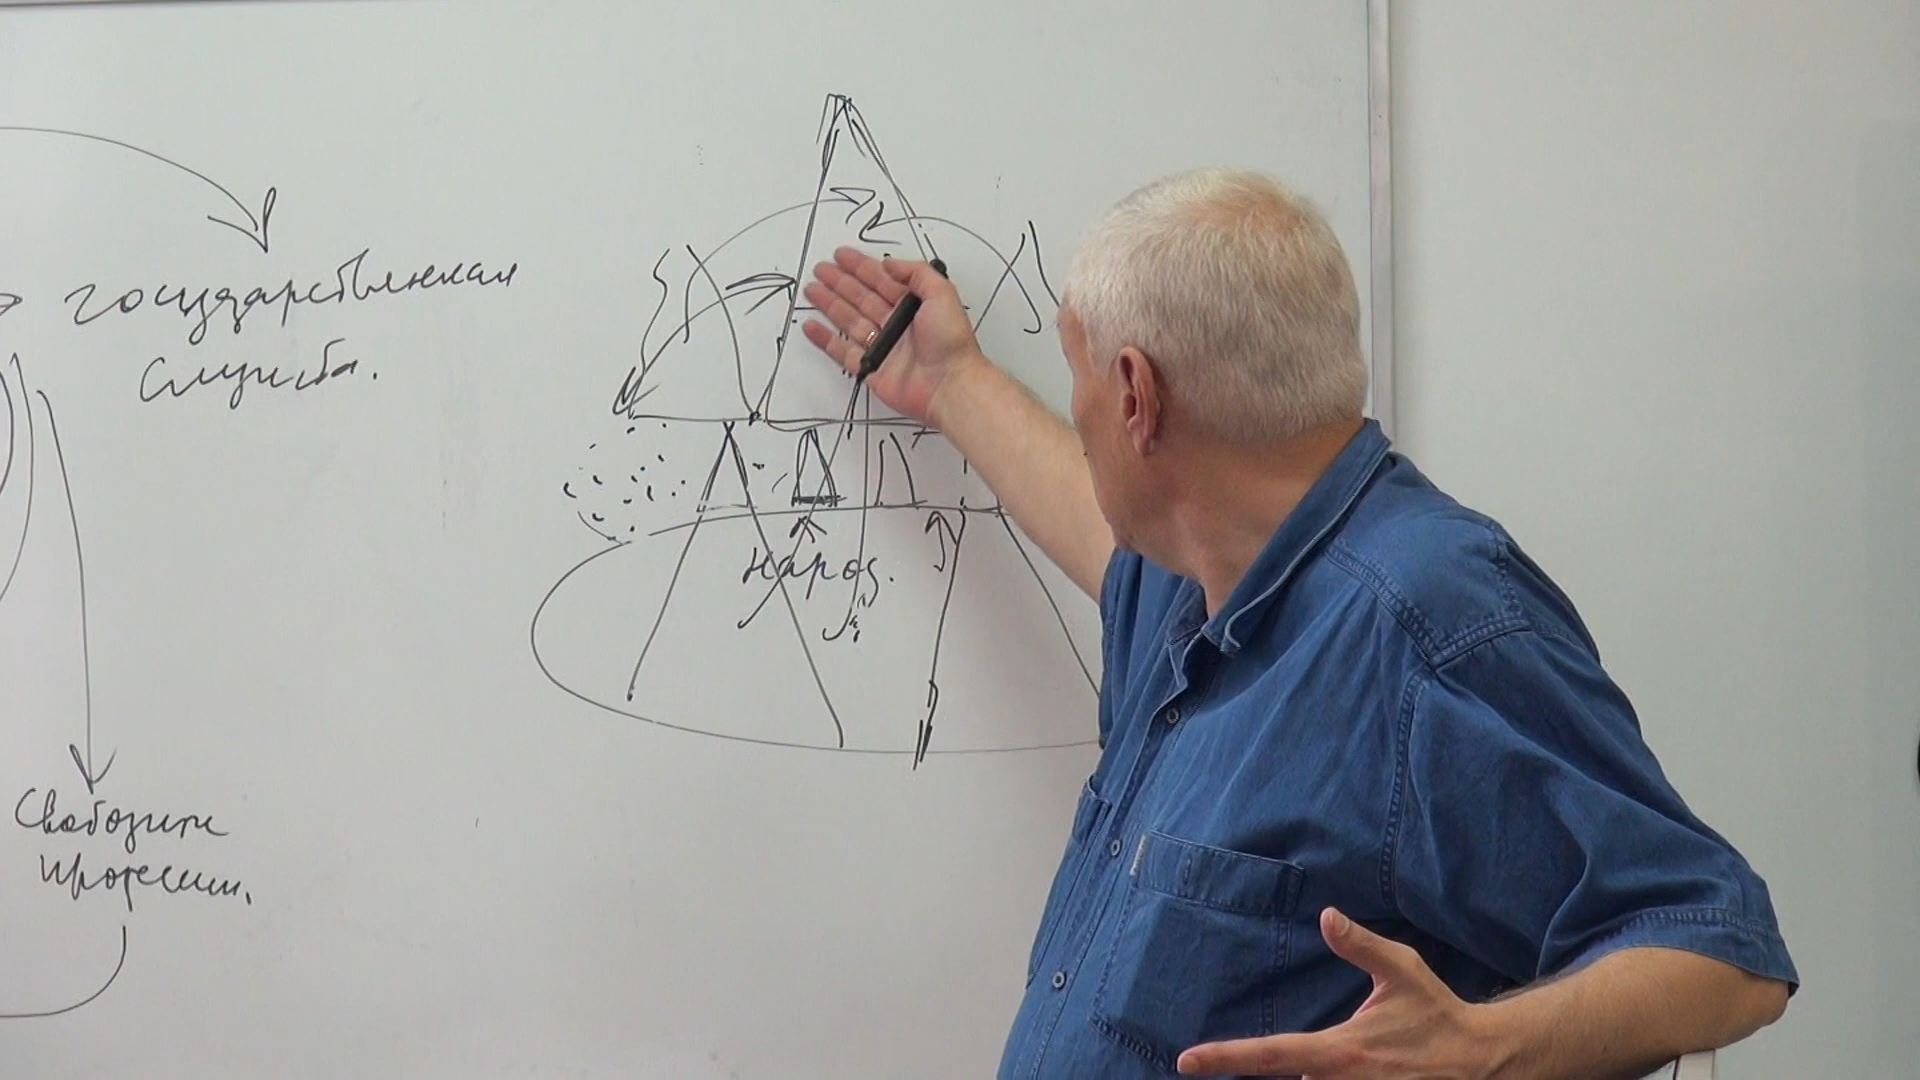 государственная
служба.
народ.
Свободные
профессии.